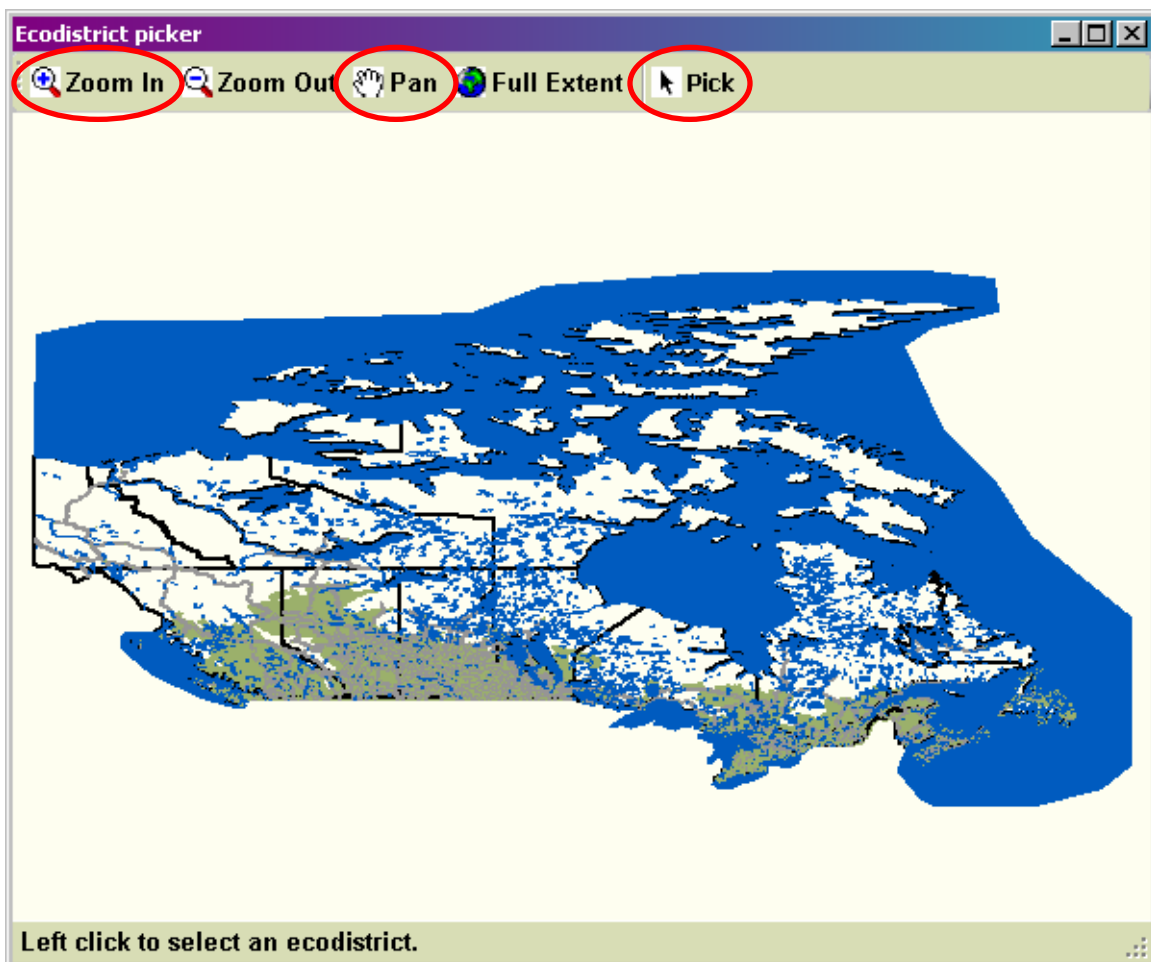 Ecodistrict picker
Zoom In Zoom Out Pan Full Extent Pick
Left click to select an ecodistrict.